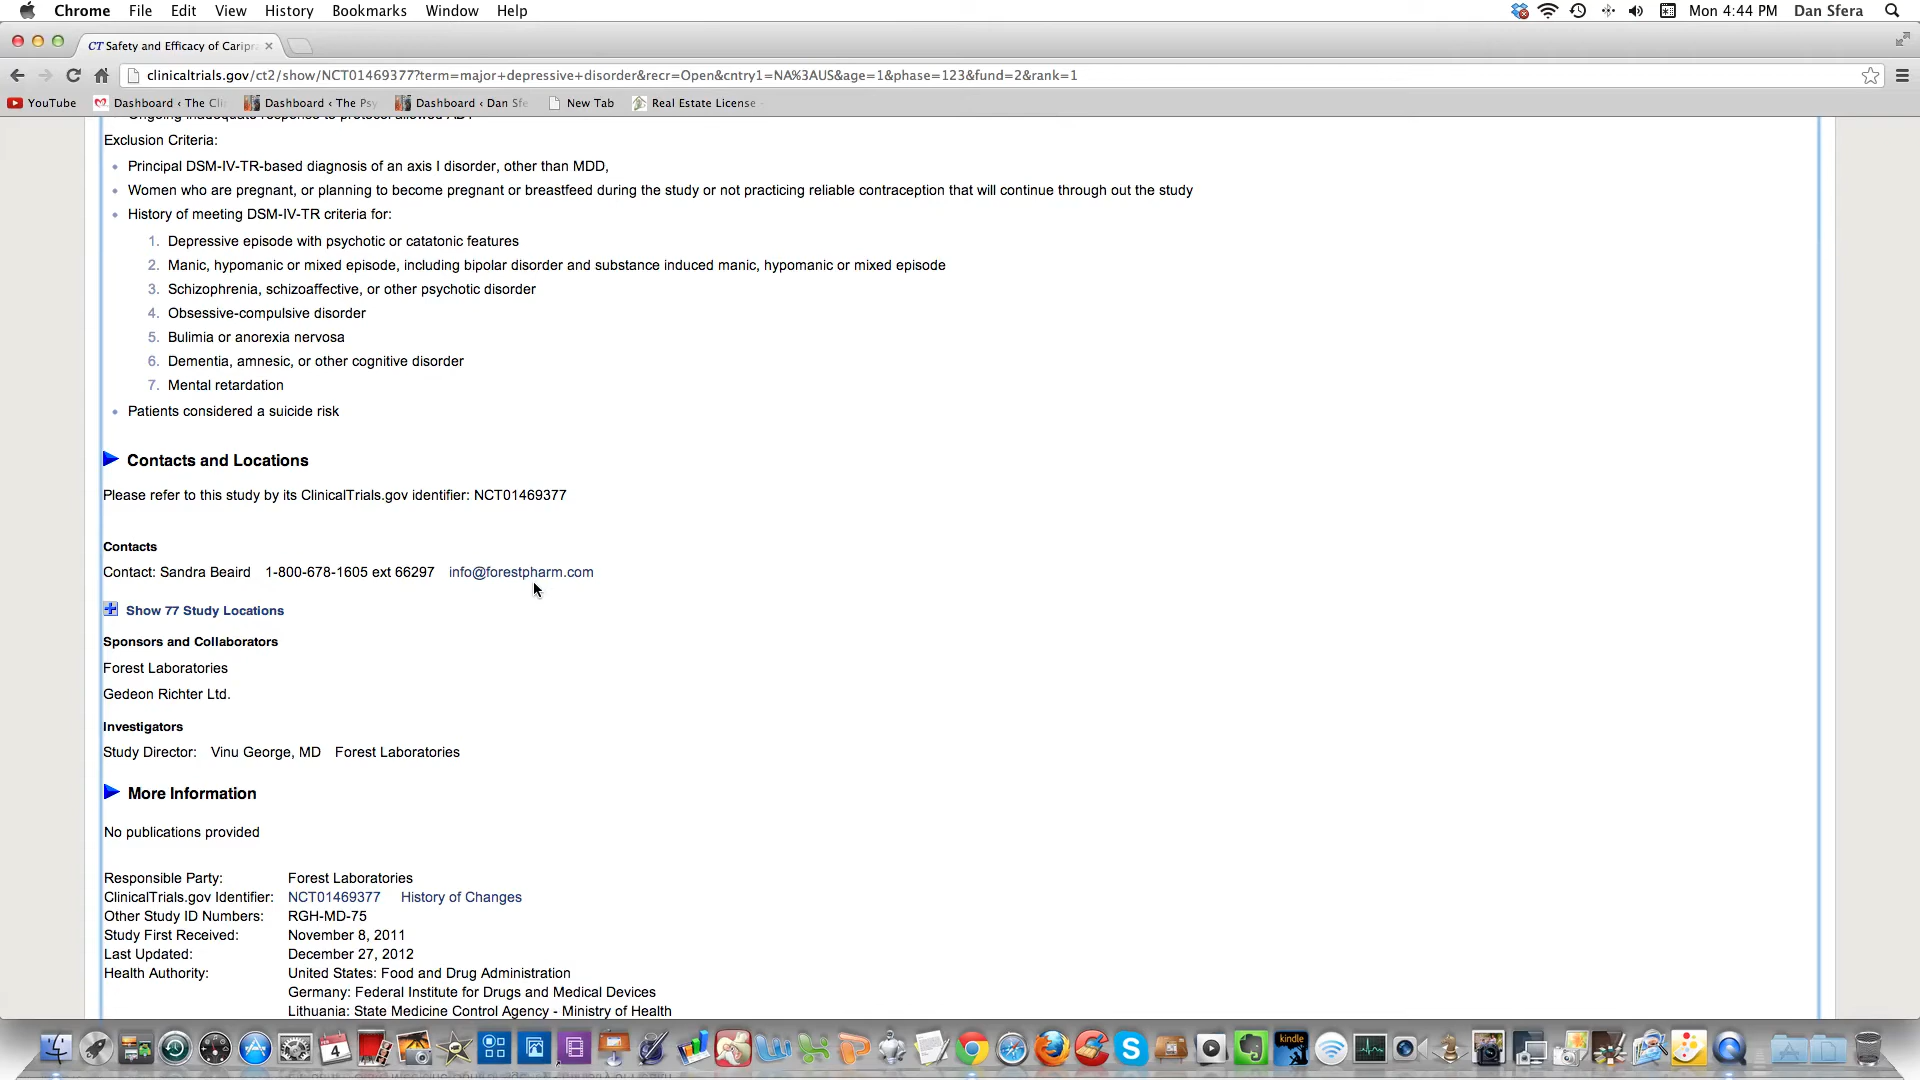 Chrome File Edit View History Bookmarks Window Help Mon 4:44 PM Dan Sfera
CT Safety and Efficacy of Caripr
clinicaltrials.gov/ct2/show/NCT01469377?term=major+depressive+disorder&recr=Open&cntry1=NA%3AUS&age=1&phase=123&fund=2&rank=1
YouTube Dashboard ‹ The Cli Dashboard ‹ The Psy Dashboard ‹ Dan Sfe New Tab Real Estate License
Ongoing inadequate response to protocol allowed ADT
Exclusion Criteria:
• Principal DSM-IV-TR-based diagnosis of an axis I disorder, other than MDD,
• Women who are pregnant, or planning to become pregnant or breastfeed during the study or not practicing reliable contraception that will continue through out the study
• History of meeting DSM-IV-TR criteria for:
1. Depressive episode with psychotic or catatonic features
2. Manic, hypomanic or mixed episode, including bipolar disorder and substance induced manic, hypomanic or mixed episode
3. Schizophrenia, schizoaffective, or other psychotic disorder
4. Obsessive-compulsive disorder
5. Bulimia or anorexia nervosa
6. Dementia, amnesic, or other cognitive disorder
7. Mental retardation
• Patients considered a suicide risk
Contacts and Locations
Please refer to this study by its ClinicalTrials.gov identifier: NCT01469377
Contacts
Contact: Sandra Beaird 1-800-678-1605 ext 66297 info@forestpharm.com
Show 77 Study Locations
Sponsors and Collaborators
Forest Laboratories
Gedeon Richter Ltd.
Investigators
Study Director: Vinu George, MD Forest Laboratories
More Information
No publications provided
Responsible Party: Forest Laboratories
ClinicalTrials.gov Identifier: NCT01469377 History of Changes
Other Study ID Numbers: RGH-MD-75
Study First Received: November 8, 2011
Last Updated: December 27, 2012
Health Authority: United States: Food and Drug Administration
Germany: Federal Institute for Drugs and Medical Devices
Lithuania: State Medicine Control Agency - Ministry of Health
FEB
4
kindle